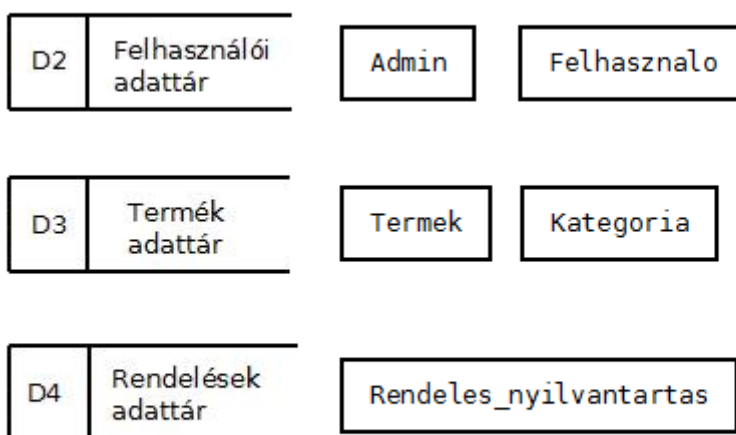 D2 Felhasználói adattár Admin Felhasznalo
D3 Termék adattár Termek Kategoria
D4 Rendelések adattár Rendeles_nyilvantartas